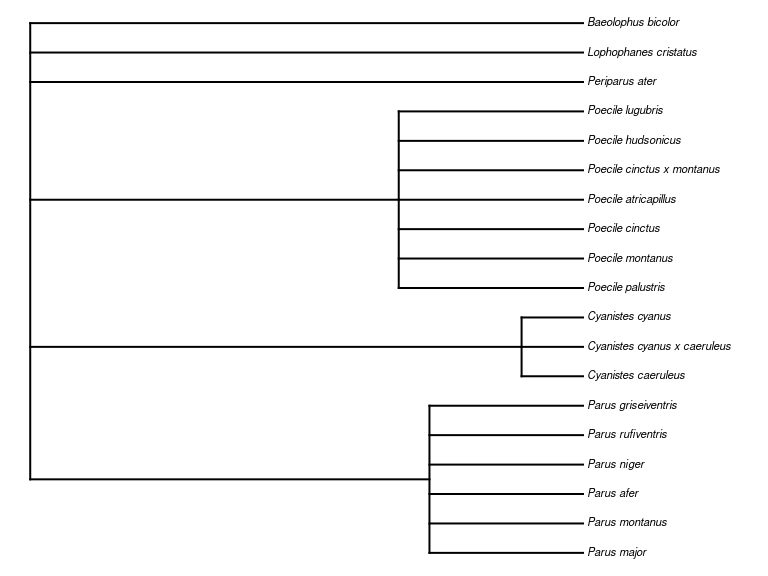 Baeolophus bicolor
Lophophanes cristatus
Periparus ater
Poecile lugubris
Poecile hudsonicus
Poecile cinctus x montanus
Poecile atricapillus
Poecile cinctus
Poecile montanus
Poecile palustris
Cyanistes cyanus
Cyanistes cyanus x caeruleus
Cyanistes caeruleus
Parus griseiventris
Parus rufiventris
Parus niger
Parus afer
Parus montanus
Parus major